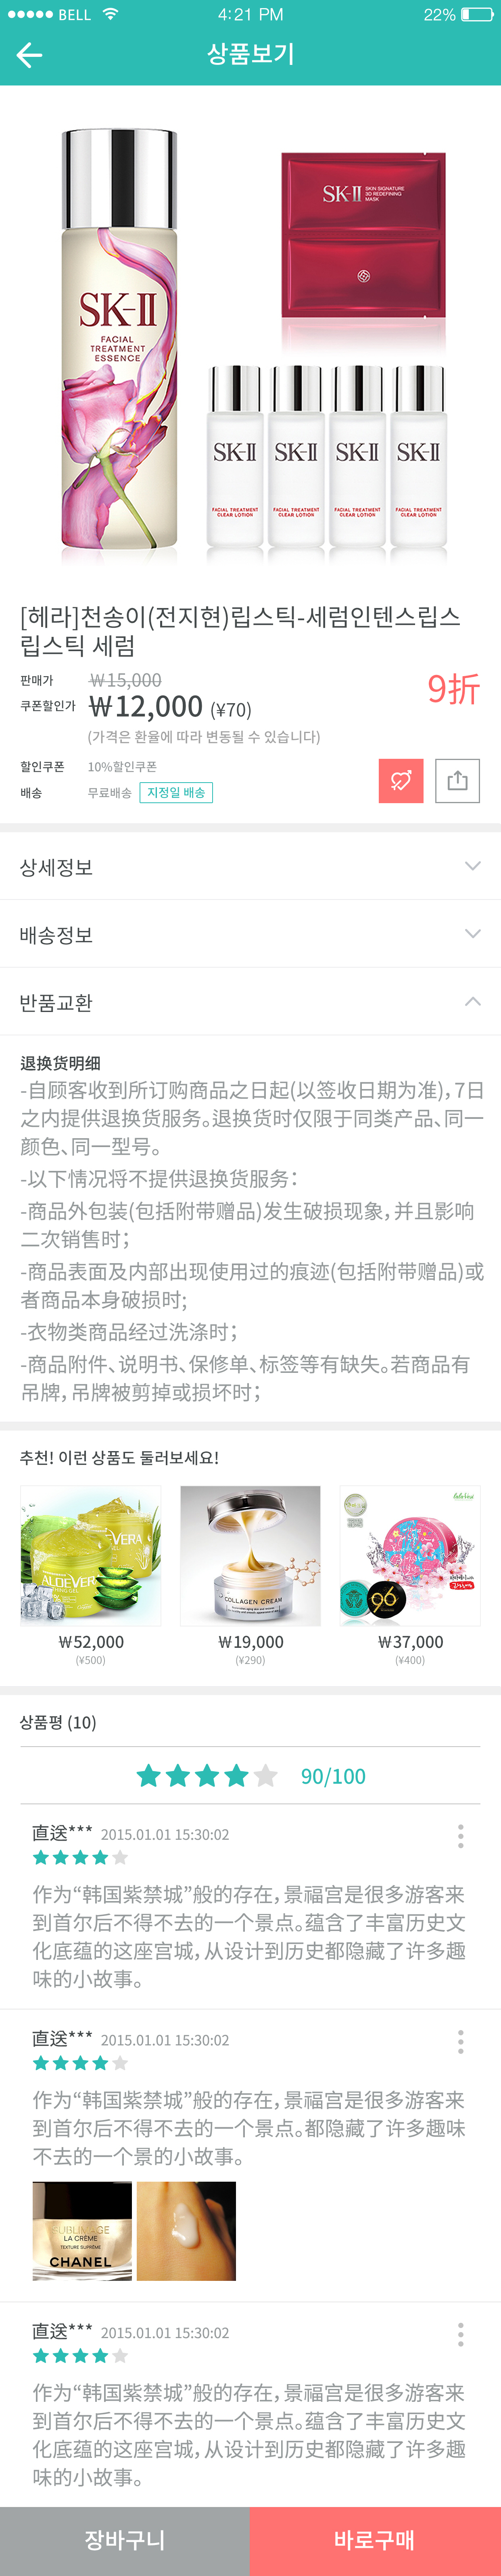 BELL
4:21 PM
22%
상품보기
SK-II
FACIAL
TREATMENT
ESSENCE
SK-II SKIN SIGNATURE
3D REDEFINING
MASK
SK-II SK-II SK-II SK-II
FACIAL TREATMENT CLEAR LOTION
FACIAL TREATMENT CLEAR LOTION
FACIAL TREATMENT CLEAR LOTION
FACIAL TREATMENT CLEAR LOTION
[헤라]천송이(전지현)립스틱-세럼인텐스립스
립스틱 세럼
판매가 ₩15,000
9折
쿠폰할인가 ₩12,000 (¥70)
(가격은 환율에 따라 변동될 수 있습니다)
할인쿠폰 10%할인쿠폰
배송 무료배송 지정일 배송
상세정보
배송정보
반품교환
退换货明细
-自顾客收到所订购商品之日起(以签收日期为准)，7日
之内提供退换货服务。退换货时仅限于同类产品、同一
颜色、同一型号。
-以下情况将不提供退换货服务：
-商品外包装(包括附带赠品)发生破损现象，并且影响
二次销售时；
-商品表面及内部出现使用过的痕迹(包括附带赠品)或
者商品本身破损时;
-衣物类商品经过洗涤时；
-商品附件、说明书、保修单、标签等有缺失。若商品有
吊牌，吊牌被剪掉或损坏时；
추천! 이런 상품도 둘러보세요!
VERA
ALOE VERA
COLLAGEN CREAM
96
₩52,000 ₩19,000 ₩37,000
(¥500) (¥290) (¥400)
상품평 (10)
90/100
直送*** 2015.01.01 15:30:02
作为“韩国紫禁城”般的存在，景福宫是很多游客来
到首尔后不得不去的一个景点。蕴含了丰富历史文
化底蕴的这座宫城，从设计到历史都隐藏了许多趣
味的小故事。
直送*** 2015.01.01 15:30:02
作为“韩国紫禁城”般的存在，景福宫是很多游客来
到首尔后不得不去的一个景点。都隐藏了许多趣味
不去的一个景的小故事。
SUBLIMAGE
LA CRÈME
TEXTURE SUPRÊME
CHANEL
直送*** 2015.01.01 15:30:02
作为“韩国紫禁城”般的存在，景福宫是很多游客来
到首尔后不得不去的一个景点。蕴含了丰富历史文
化底蕴的这座宫城，从设计到历史都隐藏了许多趣
味的小故事。
장바구니 바로구매